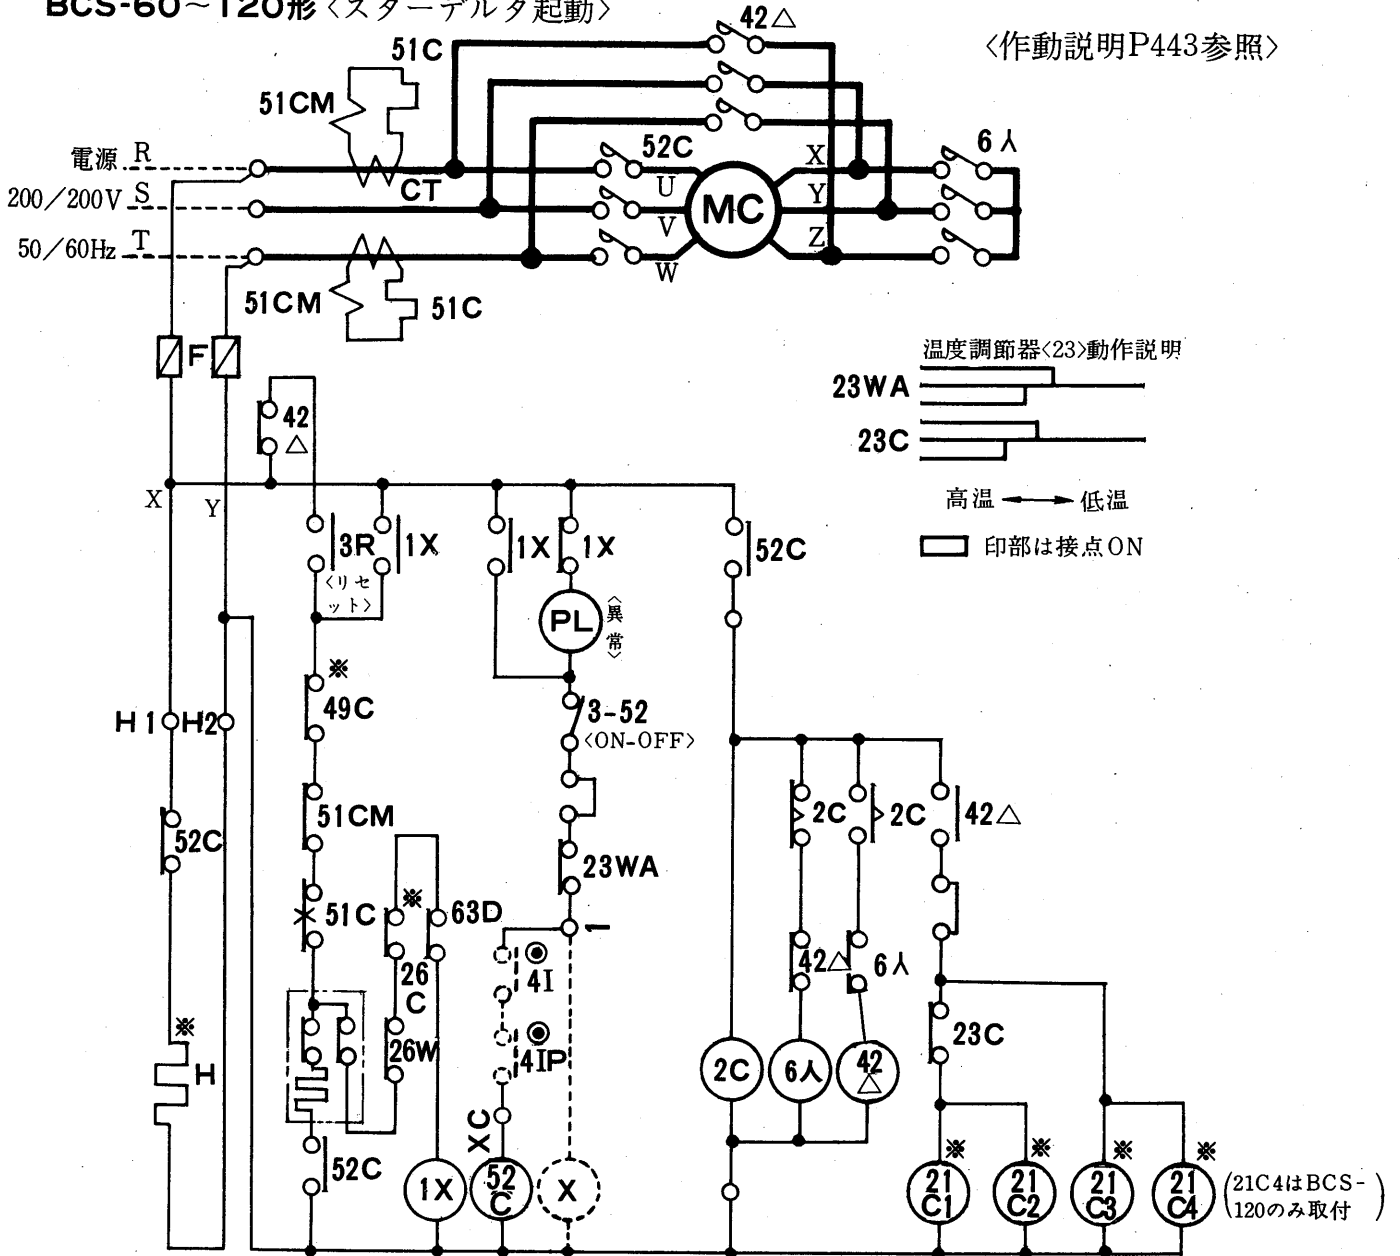 BCS-60~120形〈スターデルタ起動〉
42△
〈作動説明P443参照〉
51C
51CM
52C
6人
電源 R
X
CT
U
MC
Y
200/200V S
V
Z
50/60Hz T
W
51CM
51C
F
温度調節器〈23〉動作説明
23WA
23C
高温 ⟷ 低温
印部は接点ON
42
△
X
Y
3R
〈リセ
ット〉
1X
1X
1X
52C
PL
〈異常〉
※
49C
3-52
〈ON-OFF〉
H1
H2
51CM
52C
2C
2C
42△
23WA
※
51C
63D
1
26
C
4I
42△
6人
26W
4IP
23C
※
H
2C
6人
42
△
XC
52C
1X
52
C
X
※
※
※
※
21
C1
21
C2
21
C3
21
C4
(21C4はBCS-
120のみ取付)